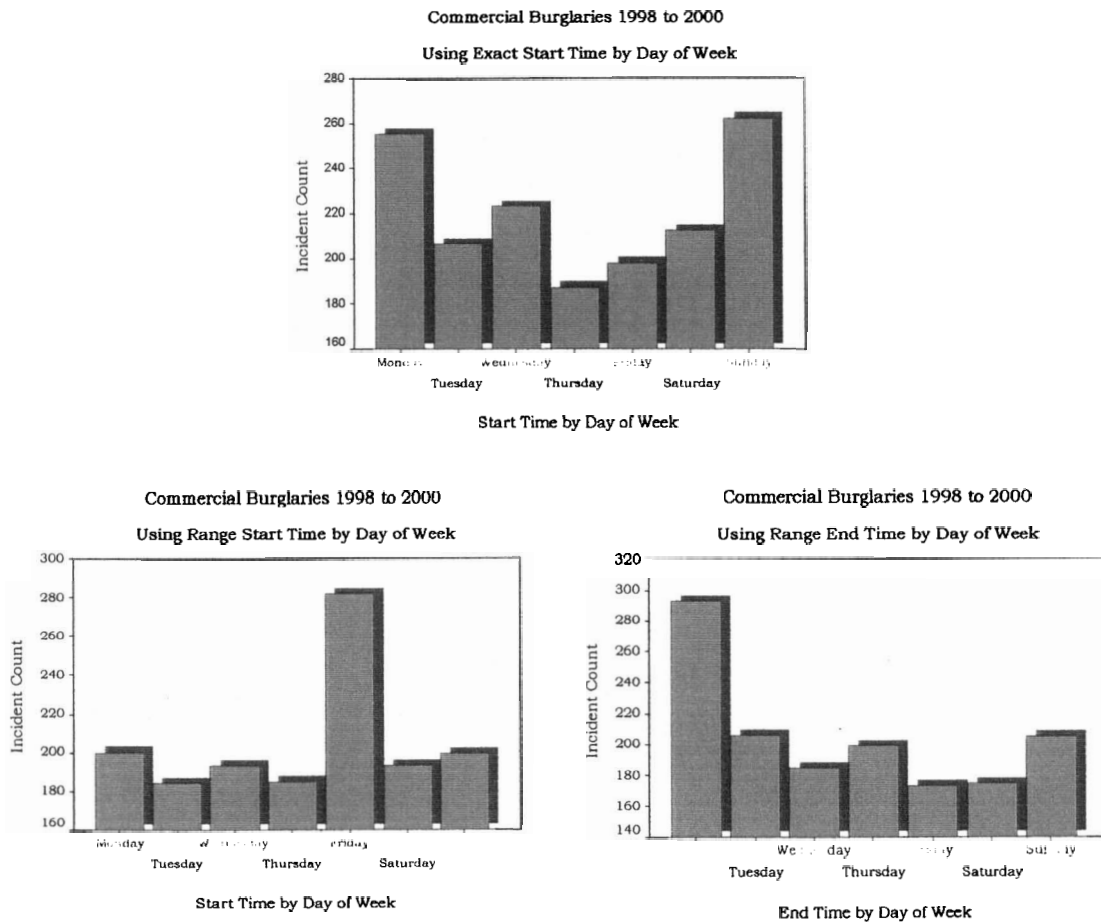 Commercial Burglaries 1998 to 2000
Using Exact Start Time by Day of Week
280
260
240
220
200
180
160
Incident Count
Tuesday
Thursday
Saturday
Start Time by Day of Week
Commercial Burglaries 1998 to 2000
Using Range Start Time by Day of Week
300
280
260
240
220
200
180
160
Incident Count
Tuesday
Thursday
Saturday
Start Time by Day of Week
Commercial Burglaries 1998 to 2000
Using Range End Time by Day of Week
320
300
280
260
240
220
200
180
160
140
Incident Count
Tuesday
Thursday
Saturday
End Time by Day of Week